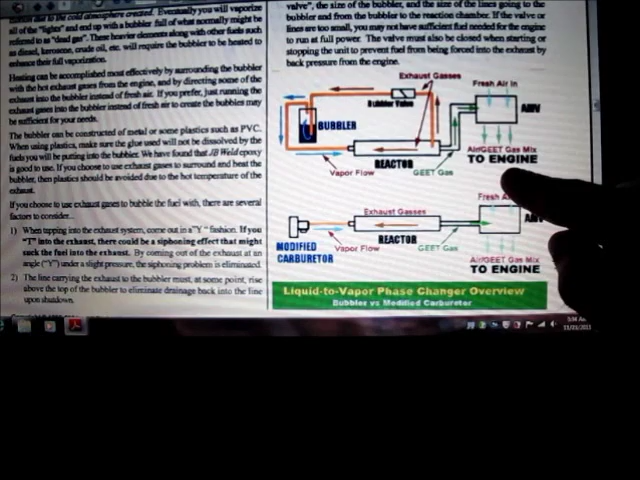 all of the "lights" and end up with a bubbler full of what normally might be
referred to as "dead gas". These heavier elements along with other fuels such
as diesel, kerosene, crude oil, etc. will require the bubbler to be heated to
enhance their full vaporization.
Heating can be accomplished most effectively by surrounding the bubbler
with the hot exhaust gases from the engine, and by directing some of the
exhaust into the bubbler instead of fresh air. If you prefer, just running the
exhaust gases into the bubbler instead of fresh air to create the bubbles may
be sufficient for your needs.
The bubbler can be constructed of metal or some plastics such as PVC.
When using plastics, make sure the glue used will not be dissolved by the
fuels you will be putting into the bubbler. We have found that JB Weld epoxy
is good to use. If you choose to use exhaust gases to surround and heat the
bubbler, then plastics should be avoided due to the hot temperature of the
exhaust.
If you choose to use exhaust gases to bubble the fuel with, there are several
factors to consider...
1) When tapping into the exhaust system, come out in a "Y" fashion. If you
"T" into the exhaust, there could be a siphoning effect that might
suck the fuel into the exhaust. By coming out of the exhaust at an
angle ("Y") under a slight pressure, the siphoning problem is eliminated.
2) The line carrying the exhaust to the bubbler must, at some point, rise
above the top of the bubbler to eliminate drainage back into the line
upon shutdown.
valve", the size of the bubbler, and the size of the lines going to the
bubbler and from the bubbler to the reaction chamber. If the valve or
lines are too small, you may not have sufficient fuel needed for the engine
to run at full power. The valve must also be closed when starting or
stopping the unit to prevent fuel from being forced into the exhaust by
back pressure from the engine.
Exhaust Gasses
Fresh Air In
Bubbler Valve
BUBBLER
REACTOR
Vapor Flow
GEET Gas
Air/GEET Gas Mix
TO ENGINE
Exhaust Gasses
Fresh
MODIFIED
CARBURETOR
Vapor Flow
REACTOR
GEET Gas
Air/GEET Gas Mix
TO ENGINE
Liquid-to-Vapor Phase Changer Overview
Bubbler vs Modified Carbureter